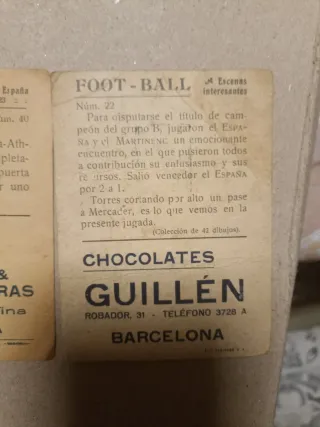 España
FOOT-BALL
Escenas
interesantes
Núm. 40
Núm. 22
Para disputarse el título de cam-
peón del grupo B, jugaron el ESPA-
ÑA y el MARTINENC un emocionante
encuentro, en el que pusieron todos
a contribución su entusiasmo y sus
recursos. Salió vencedor el ESPAÑA
por 2 a 1.
Torres cortando por alto un pase
a Mercader, es lo que vemos en la
presente jugada.
(Colección de 42 dibujos).
a-Ath-
mpleta-
puerta
r uno
CHOCOLATES
GUILLÉN
ROBADOR, 31 - TELÉFONO 3728 A
BARCELONA
&
RAS
ina
A